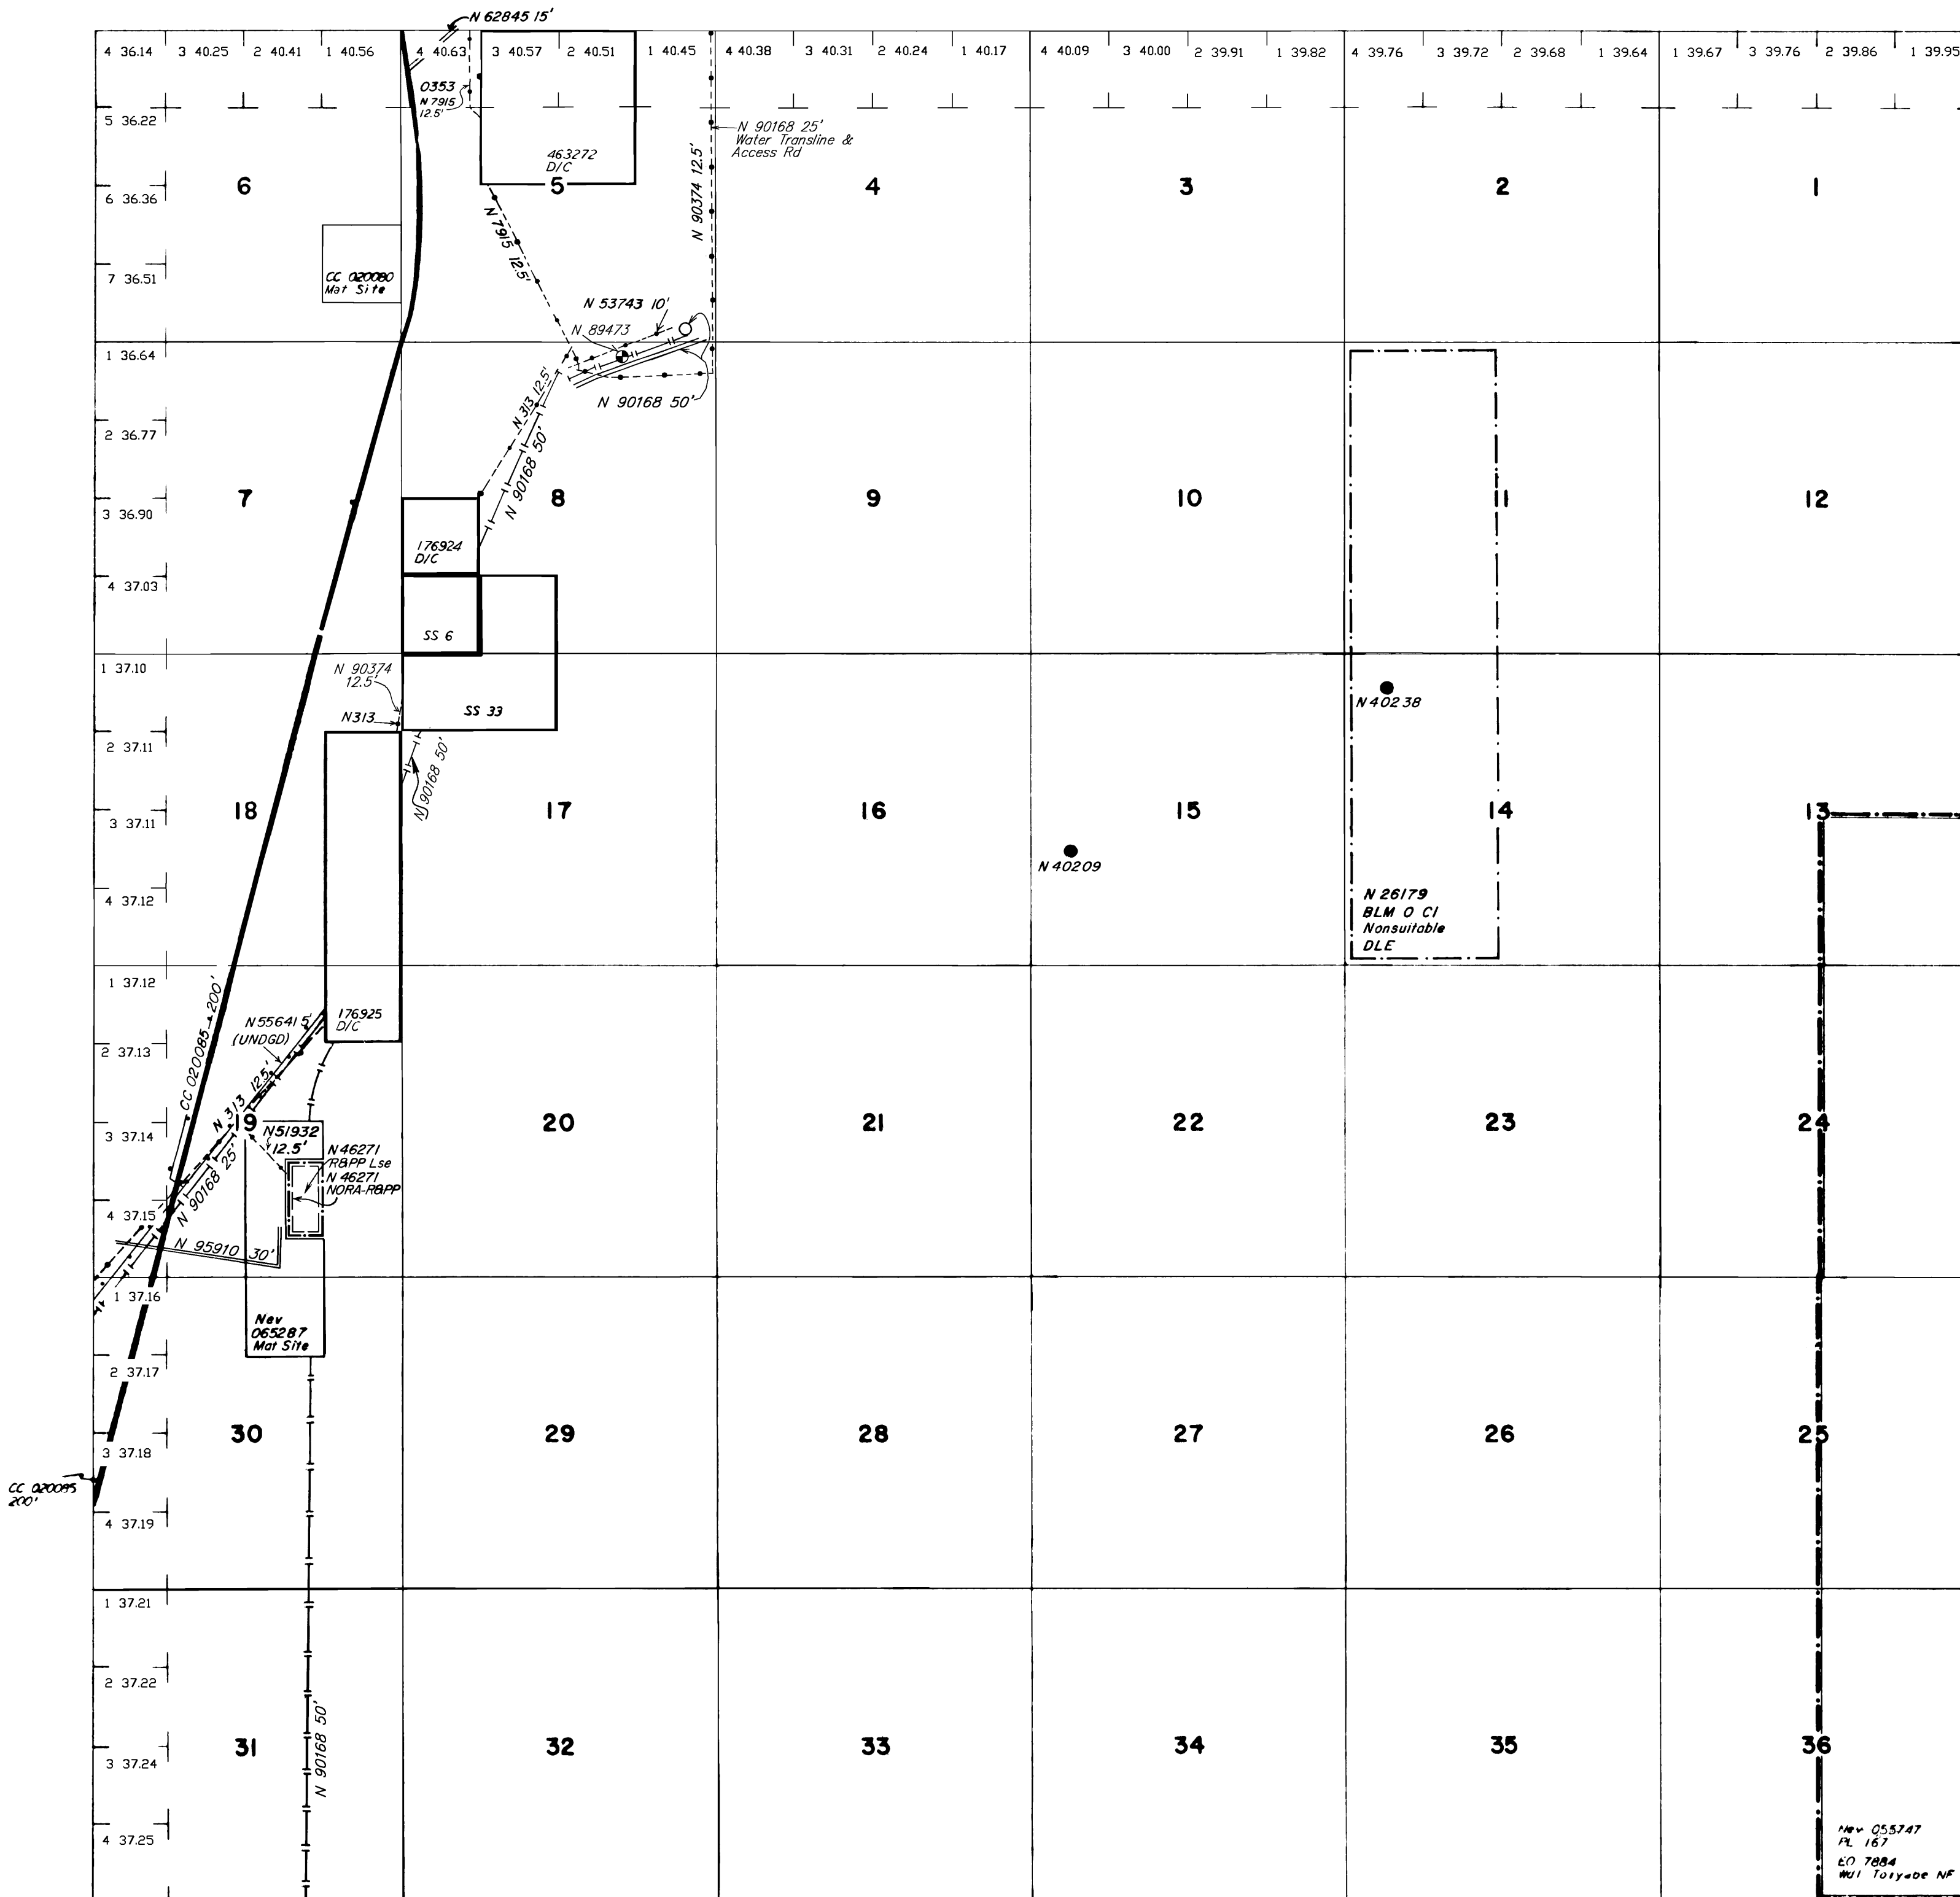 N 62845 15'
4 36.14 3 40.25 2 40.41 1 40.56 4 40.63 3 40.57 2 40.51 1 40.45 4 40.38 3 40.31 2 40.24 1 40.17 4 40.09 3 40.00 2 39.91 1 39.82 4 39.76 3 39.72 2 39.68 1 39.64 1 39.67 3 39.76 2 39.86 1 39.95
0353
N 7915
12.5'
5 36.22
N 90168 25'
Water Transline &
Access Rd
463272
D/C
6 5 4 3 2 1
6 36.36
N 90374 12.5'
N 7915 12.5'
7 36.51
CC 020080
Mat Site
N 53743 10'
N 89473
1 36.64
N 90168 50'
N 313 12.5'
2 36.77
N 90168 50'
7 8 9 10 11 12
3 36.90
176924
D/C
4 37.03
SS 6
1 37.10
N 90374
12.5'
N 40238
N313
SS 33
2 37.11
N 90168 50'
18 17 16 15 14 13
3 37.11
N 40209
4 37.12
N 26179
BLM O CI
Nonsuitable
DLE
1 37.12
CC 020085 200'
N 55641 5'
(UNDGD)
176925
D/C
2 37.13
N 313 12.5'
19 20 21 22 23 24
3 37.14
N51932
12.5'
N 46271
R&PP Lse
N 46271
NORA-R&PP
N 90168 25'
4 37.15
N 95910 30'
1 37.16
Nev
065287
Mat Site
2 37.17
30 29 28 27 26 25
3 37.18
CC 020085
200'
4 37.19
1 37.21
2 37.22
N 90168 50'
31 32 33 34 35 36
3 37.24
4 37.25
Nev 055747
PL 167
EO 7884
Wdl Toiyabe NF